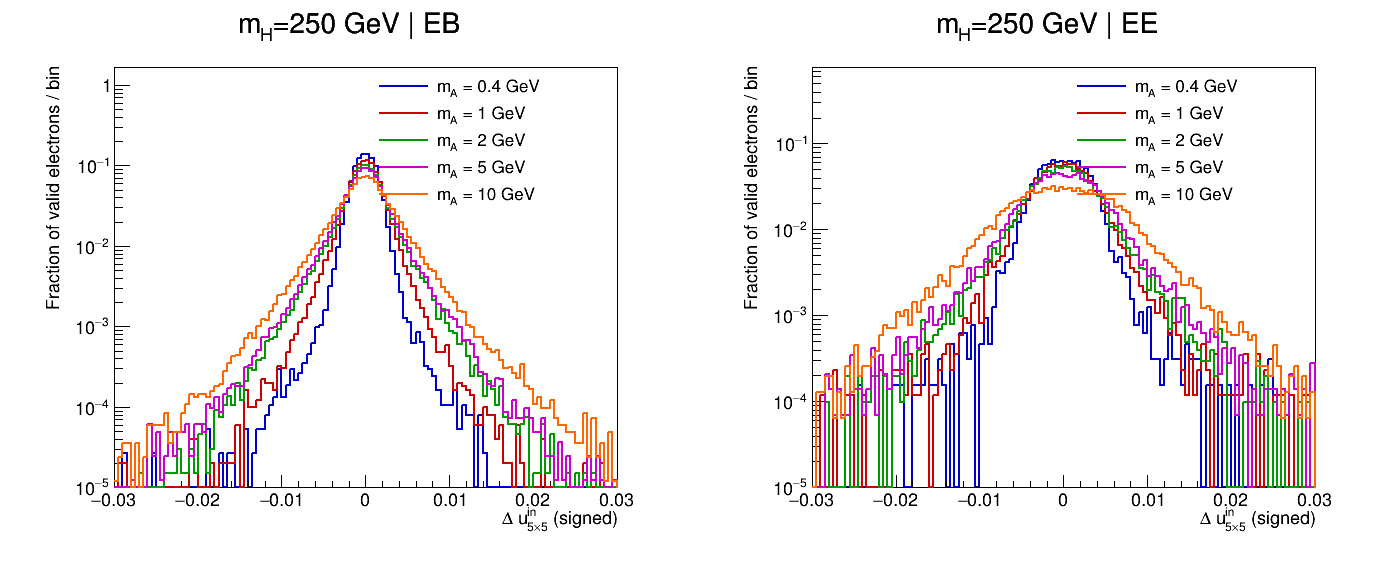 m_H=250 GeV | EB
Fraction of valid electrons / bin
m_A = 0.4 GeV
m_A = 1 GeV
m_A = 2 GeV
m_A = 5 GeV
m_A = 10 GeV
1
10^−1
10^−2
10^−3
10^−4
10^−5
−0.03 −0.02 −0.01 0 0.01 0.02 0.03
Δ u^in_5×5 (signed)
m_H=250 GeV | EE
Fraction of valid electrons / bin
m_A = 0.4 GeV
m_A = 1 GeV
m_A = 2 GeV
m_A = 5 GeV
m_A = 10 GeV
1
10^−1
10^−2
10^−3
10^−4
10^−5
−0.03 −0.02 −0.01 0 0.01 0.02 0.03
Δ u^in_5×5 (signed)